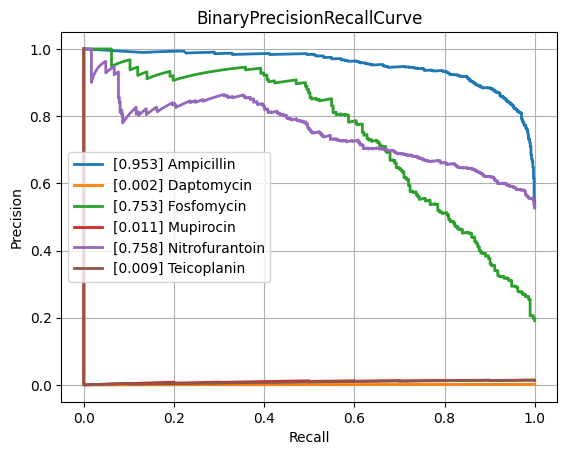 BinaryPrecisionRecallCurve
Precision
1.0
0.8
0.6
0.4
0.2
0.0
[0.953] Ampicillin
[0.002] Daptomycin
[0.753] Fosfomycin
[0.011] Mupirocin
[0.758] Nitrofurantoin
[0.009] Teicoplanin
0.0 0.2 0.4 0.6 0.8 1.0
Recall